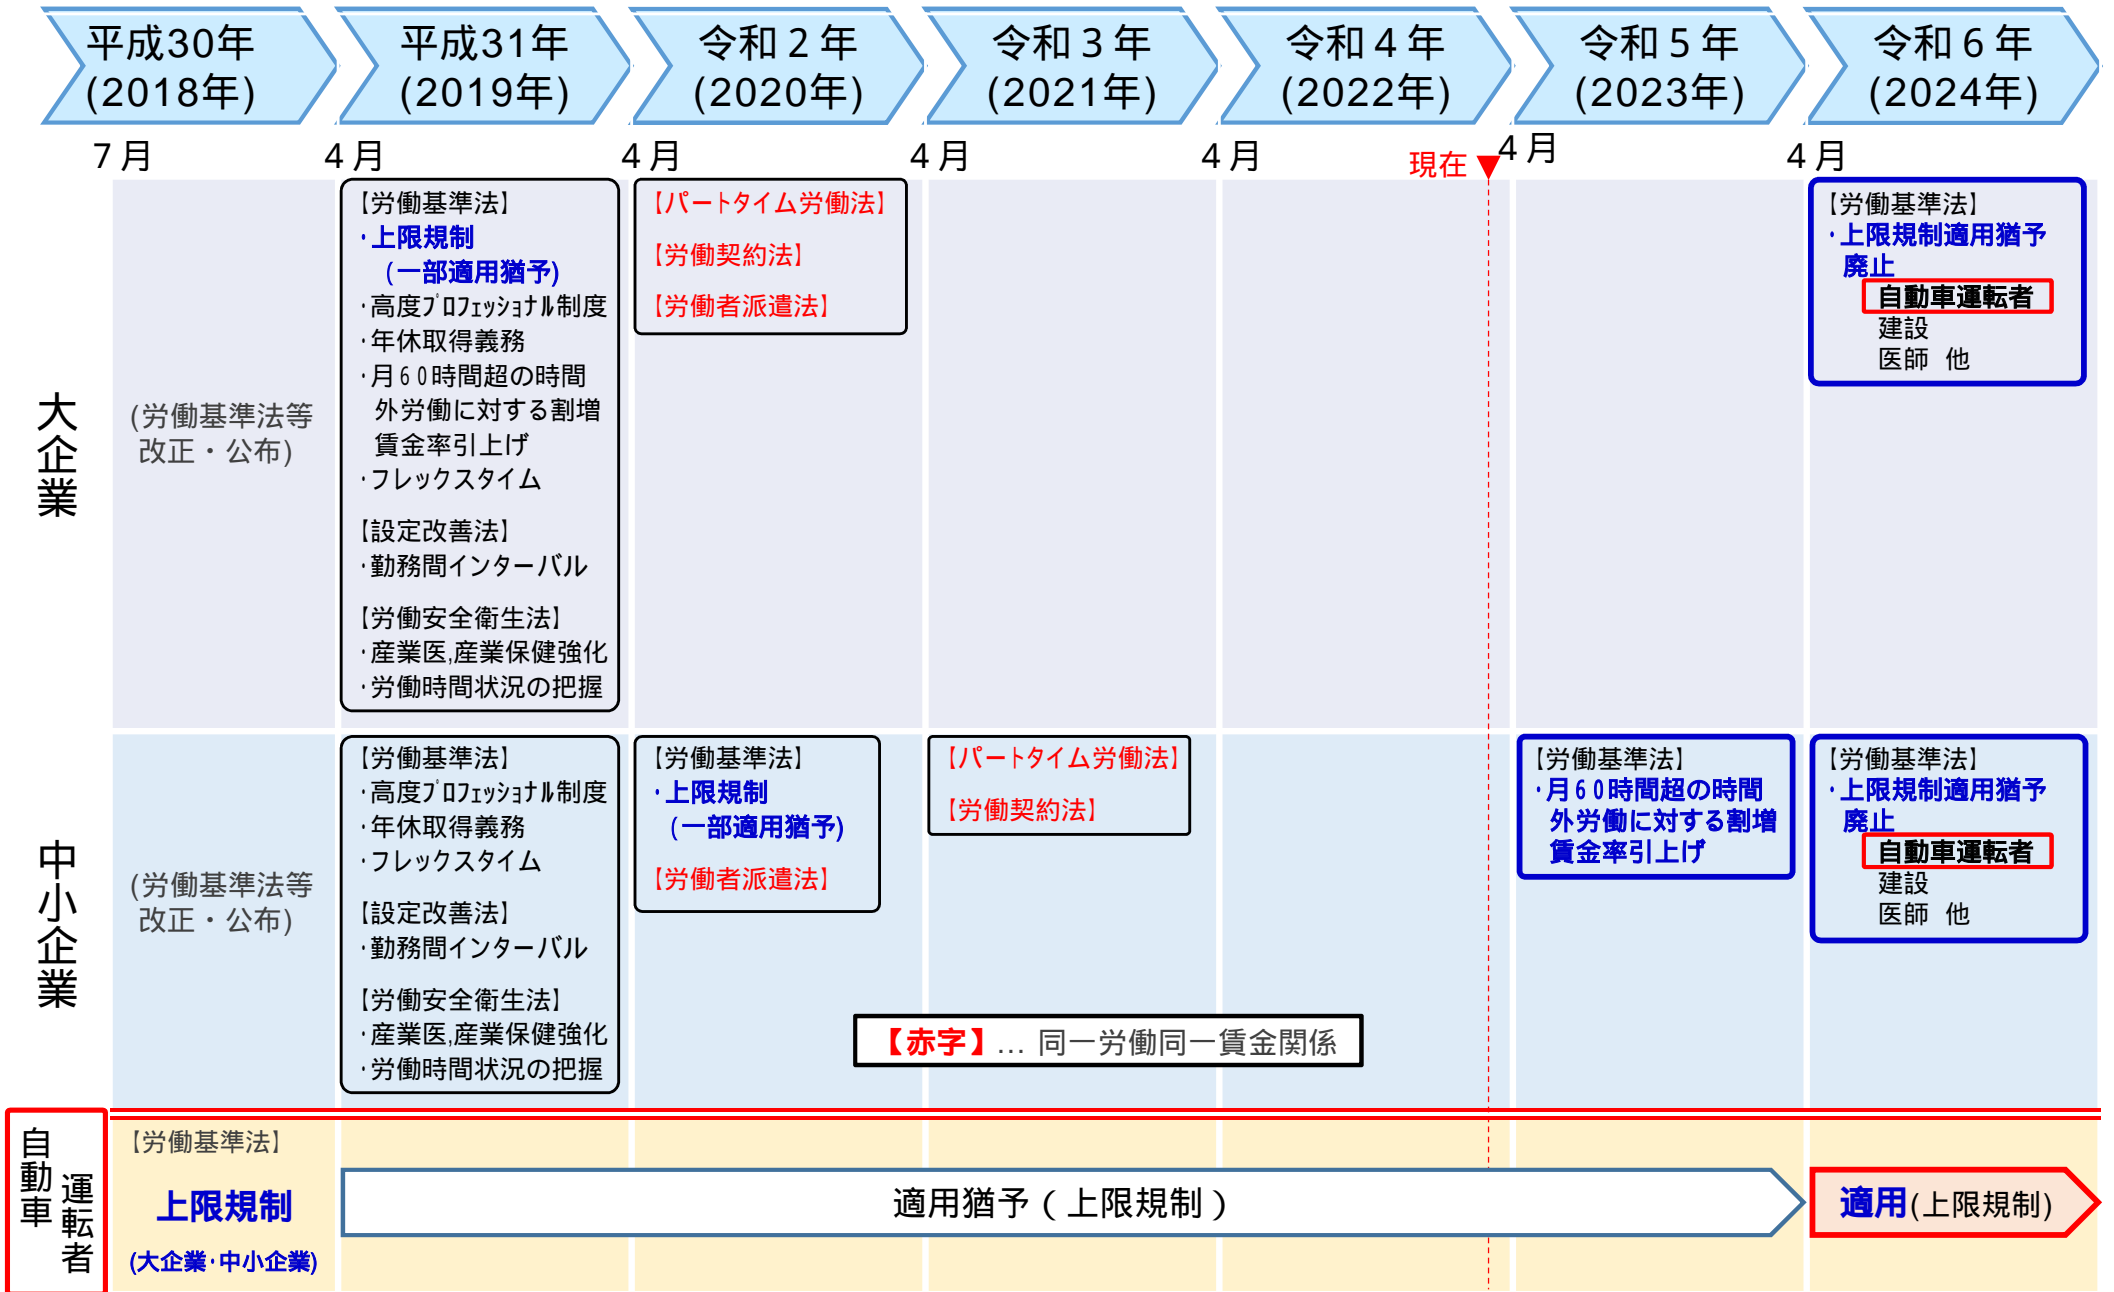 平成30年
(2018年)
平成31年
(2019年)
令和２年
(2020年)
令和３年
(2021年)
令和４年
(2022年)
令和５年
(2023年)
令和６年
(2024年)
７月
４月
４月
４月
４月
現在
４月
４月
大企業
(労働基準法等
改正・公布)
【労働基準法】
・上限規制
(一部適用猶予)
・高度プロフェッショナル制度
・年休取得義務
・月６０時間超の時間
外労働に対する割増
賃金率引上げ
・フレックスタイム
【設定改善法】
・勤務間インターバル
【労働安全衛生法】
・産業医,産業保健強化
・労働時間状況の把握
【パートタイム労働法】
【労働契約法】
【労働者派遣法】
【労働基準法】
・上限規制適用猶予
廃止
自動車運転者
建設
医師 他
中小企業
(労働基準法等
改正・公布)
【労働基準法】
・高度プロフェッショナル制度
・年休取得義務
・フレックスタイム
【設定改善法】
・勤務間インターバル
【労働安全衛生法】
・産業医,産業保健強化
・労働時間状況の把握
【労働基準法】
・上限規制
(一部適用猶予)
【労働者派遣法】
【パートタイム労働法】
【労働契約法】
【労働基準法】
・月６０時間超の時間
外労働に対する割増
賃金率引上げ
【労働基準法】
・上限規制適用猶予
廃止
自動車運転者
建設
医師 他
【赤字】… 同一労働同一賃金関係
自動車
運転者
【労働基準法】
上限規制
(大企業・中小企業)
適用猶予（上限規制）
適用(上限規制)